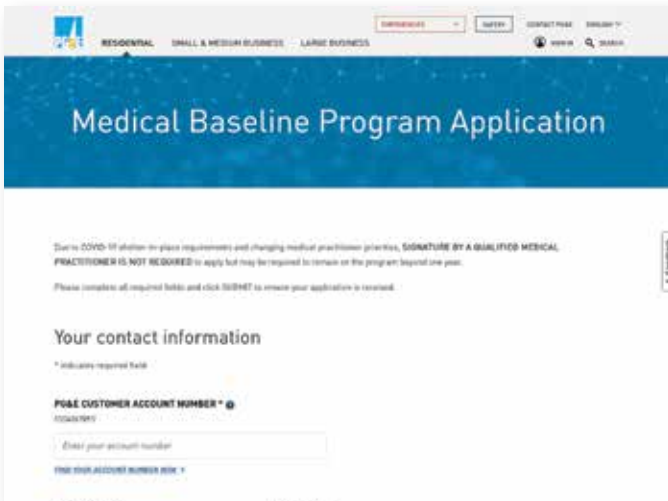 EMERGENCIES SAFETY CONTACT PG&E ENGLISH
RESIDENTIAL SMALL & MEDIUM BUSINESS LARGE BUSINESS SIGN IN SEARCH
Medical Baseline Program Application
Due to COVID-19 shelter-in-place requirements and changing medical practitioner priorities, SIGNATURE BY A QUALIFIED MEDICAL
PRACTITIONER IS NOT REQUIRED to apply but may be required to remain on the program beyond one year.
Please complete all required fields and click SUBMIT to ensure your application is received.
Your contact information
* indicates required field
PG&E CUSTOMER ACCOUNT NUMBER *
Enter your account number
FIND YOUR ACCOUNT NUMBER NOW